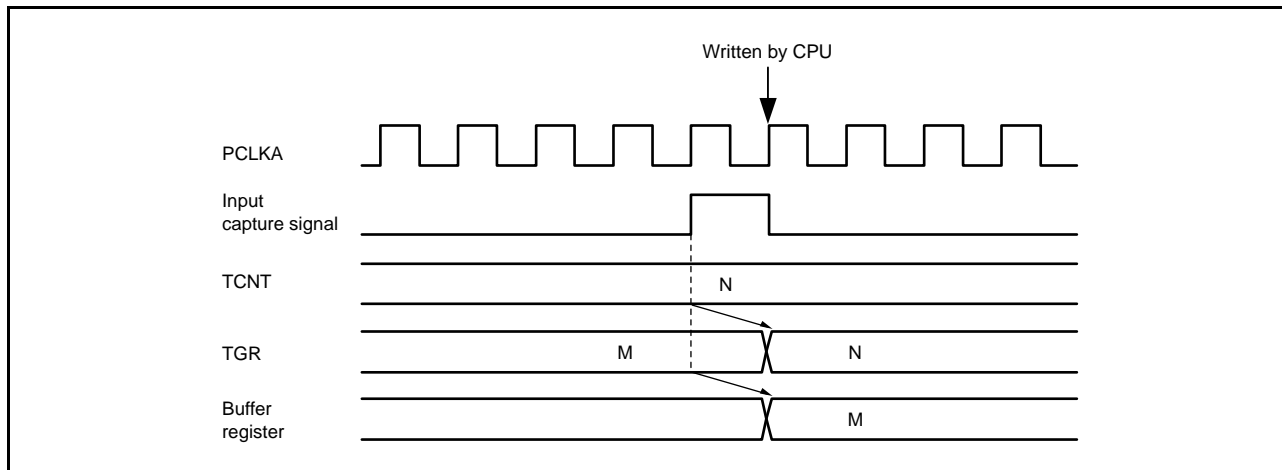 Written by CPU
PCLKA
Input
capture signal
TCNT
N
TGR
M
N
Buffer
register
M